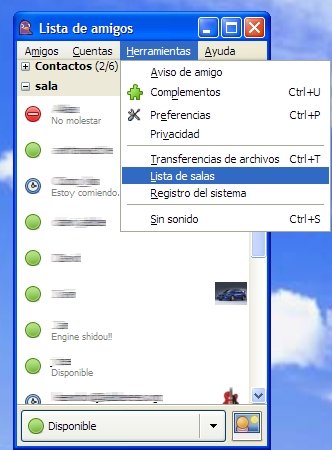 Lista de amigos
Amigos Cuentas Herramientas Ayuda
Contactos (2/6)
sala
No molestar
Estoy comiendo.
Engine shidou!!
Disponible
Aviso de amigo
Complementos Ctrl+U
Preferencias Ctrl+P
Privacidad
Transferencias de archivos Ctrl+T
Lista de salas
Registro del sistema
Sin sonido Ctrl+S
Disponible